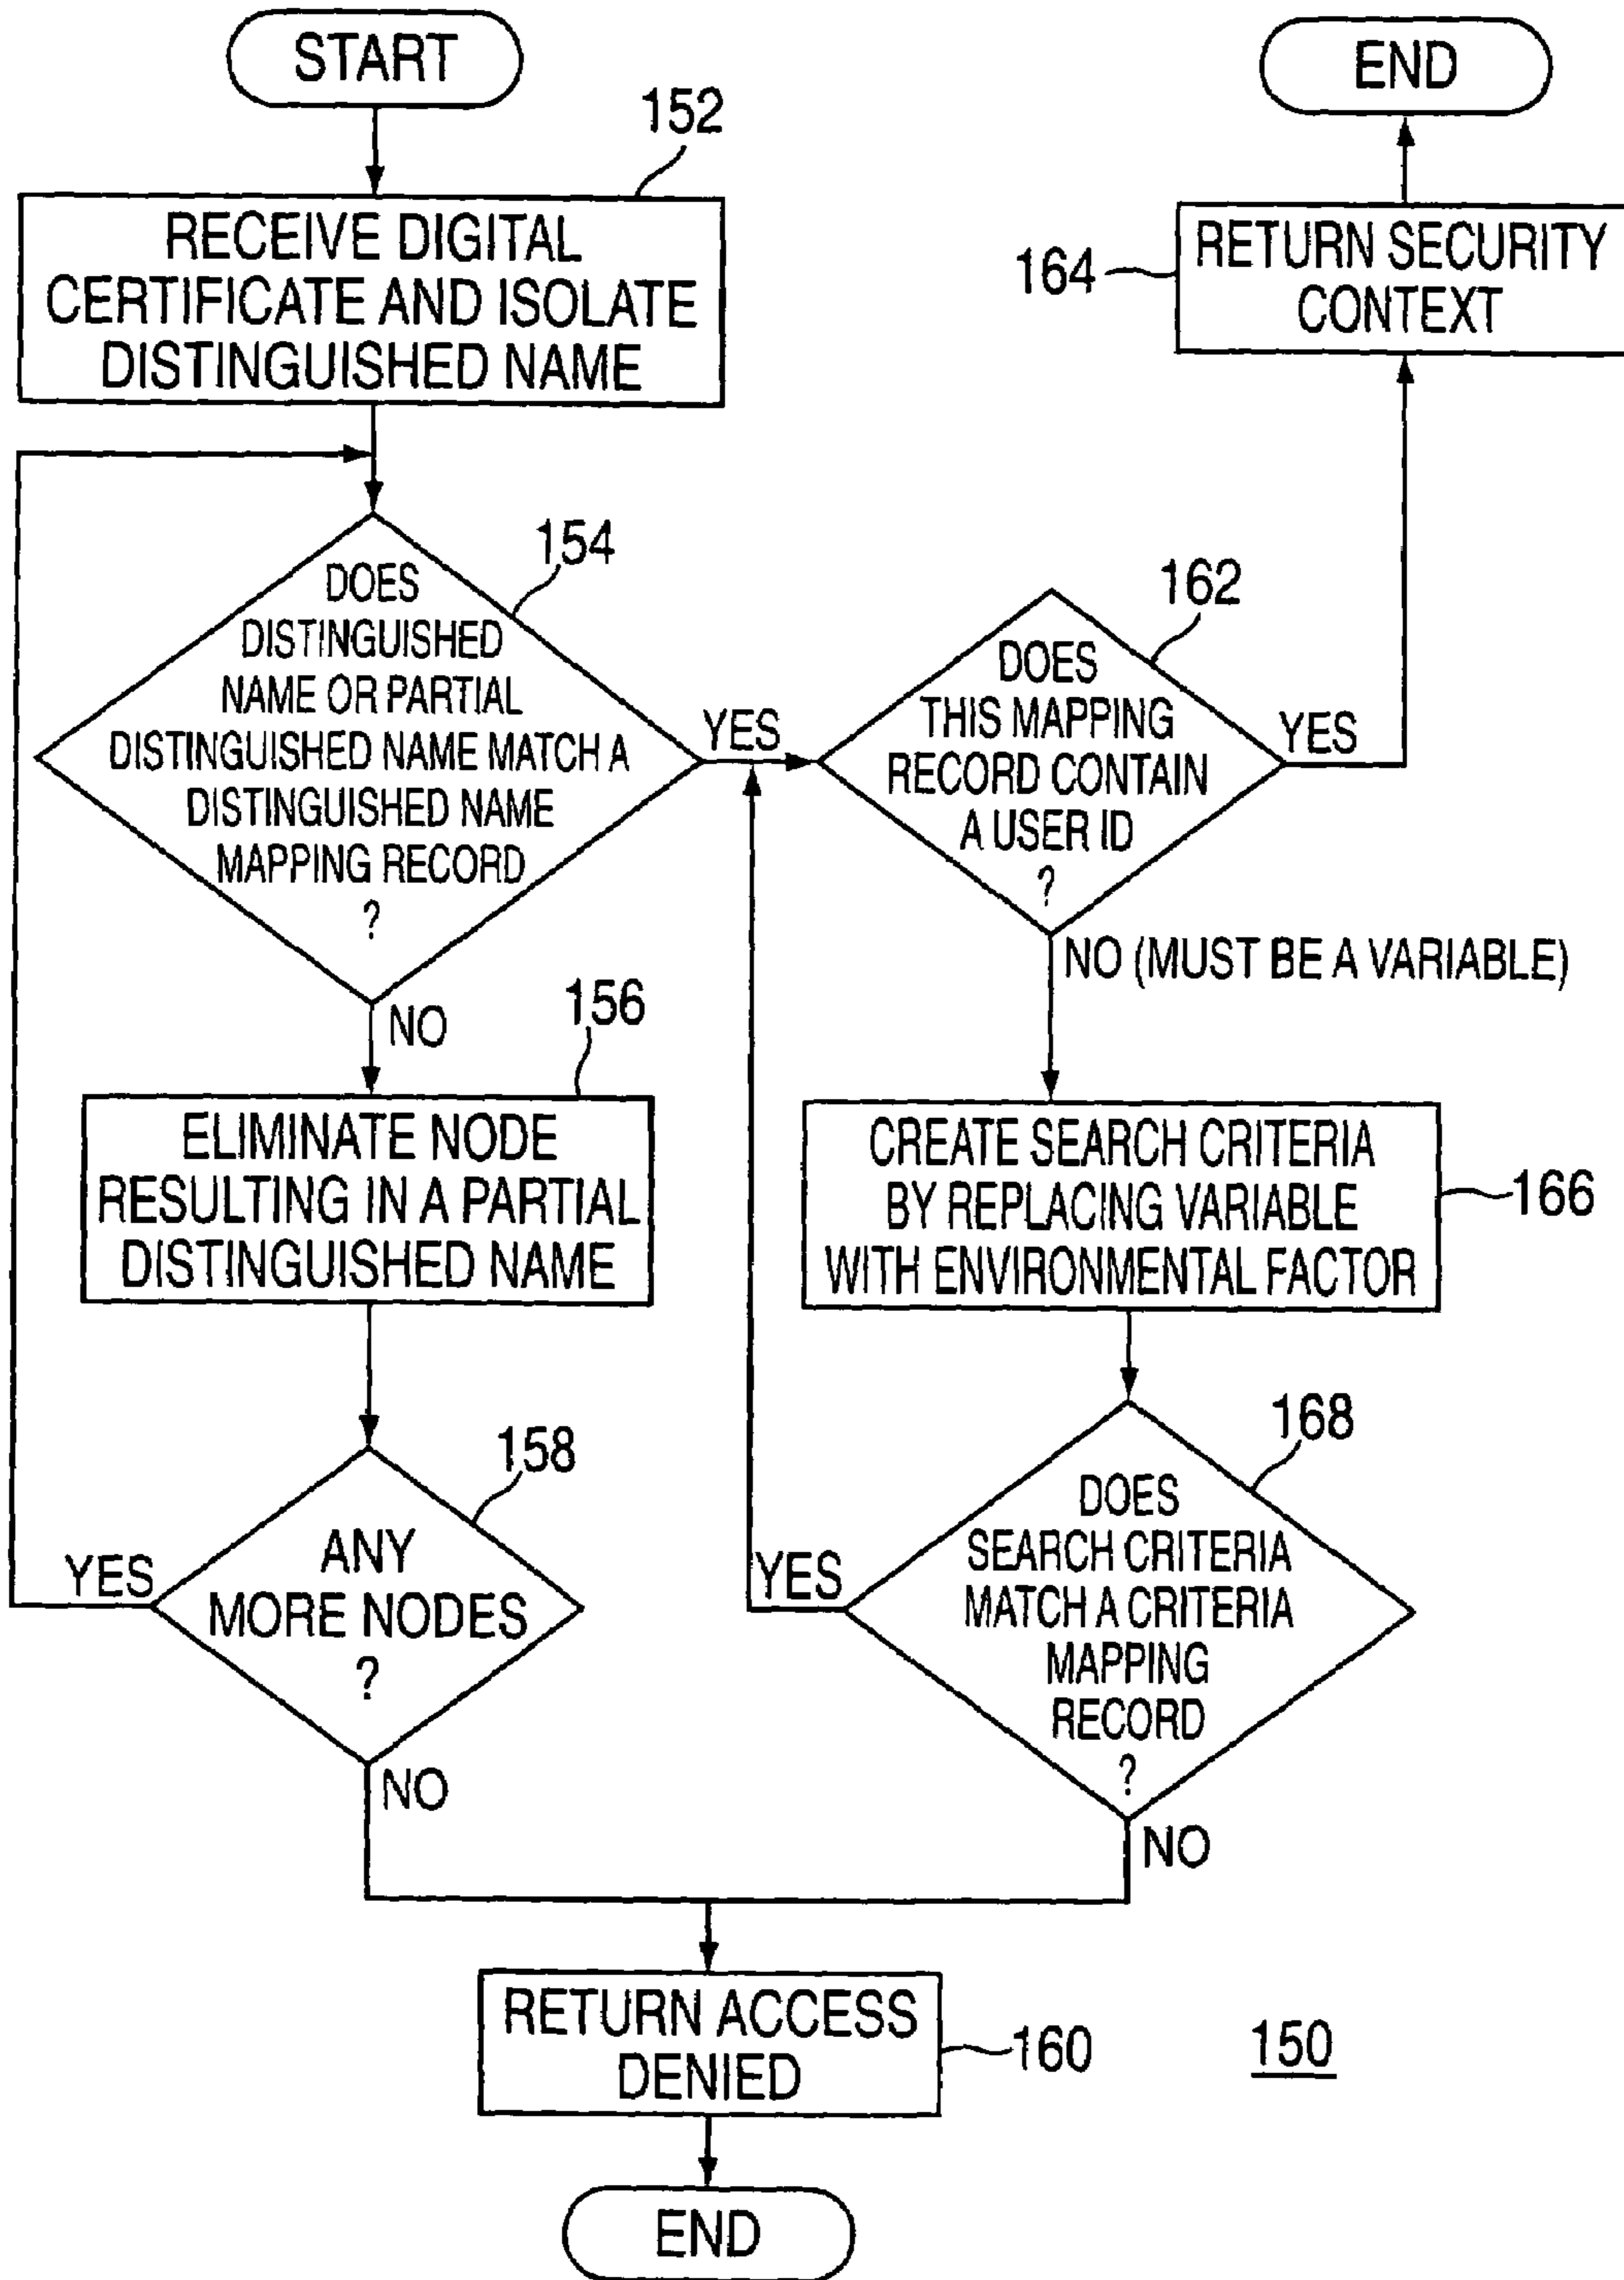 START
152
RECEIVE DIGITAL
CERTIFICATE AND ISOLATE
DISTINGUISHED NAME
154
DOES
DISTINGUISHED
NAME OR PARTIAL
DISTINGUISHED NAME MATCH A
DISTINGUISHED NAME
MAPPING RECORD
?
YES
NO
156
ELIMINATE NODE
RESULTING IN A PARTIAL
DISTINGUISHED NAME
158
ANY
MORE NODES
?
YES
NO
END
164
RETURN SECURITY
CONTEXT
162
DOES
THIS MAPPING
RECORD CONTAIN
A USER ID
?
YES
NO (MUST BE A VARIABLE)
CREATE SEARCH CRITERIA
BY REPLACING VARIABLE
WITH ENVIRONMENTAL FACTOR
166
168
DOES
SEARCH CRITERIA
MATCH A CRITERIA
MAPPING
RECORD
?
YES
NO
RETURN ACCESS
DENIED
160
150
END